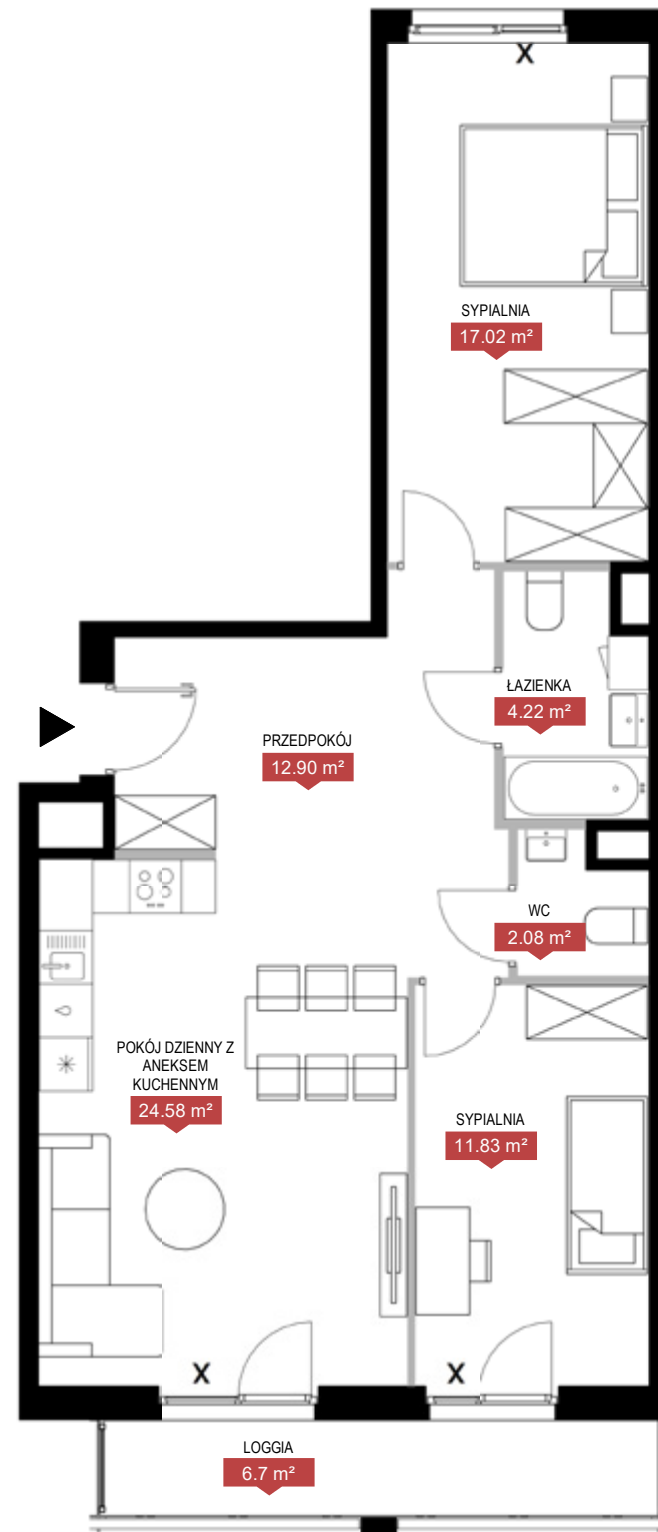 X
SYPIALNIA
17.02 m²
ŁAZIENKA
4.22 m²
PRZEDPOKÓJ
12.90 m²
WC
2.08 m²
POKÓJ DZIENNY Z
ANEKSEM
KUCHENNYM
24.58 m²
SYPIALNIA
11.83 m²
X
X
LOGGIA
6.7 m²